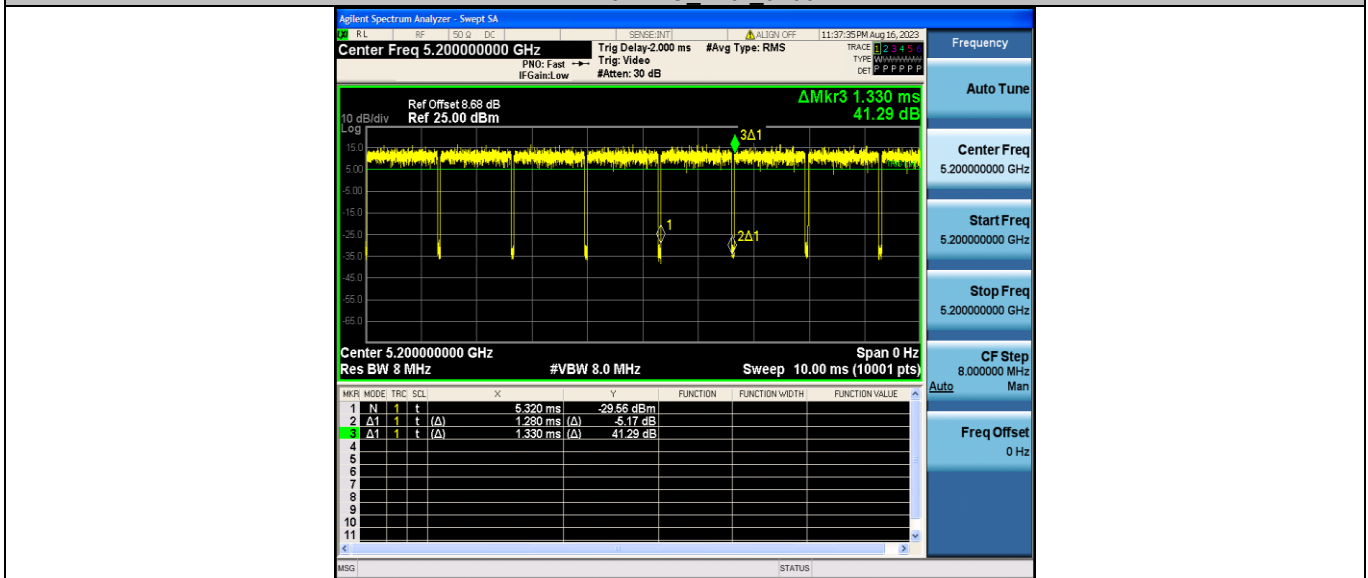 Agilent Spectrum Analyzer - Swept SA
RL RF 50 Ω DC SENSE:INT ALIGN OFF 11:37:35 PM Aug 16, 2023
Center Freq 5.200000000 GHz
PNO: Fast
IFGain:Low
Trig Delay-2.000 ms #Avg Type: RMS
Trig: Video
#Atten: 30 dB
TRACE 1 2 3 4 5 6
TYPE
DET P P P P P P
ΔMkr3 1.330 ms
41.29 dB
Ref Offset 8.68 dB
10 dB/div Ref 25.00 dBm
Log
15.0
5.00
-5.00
-15.0
-25.0
-35.0
-45.0
-55.0
-65.0
3Δ1
1
2Δ1
Center 5.200000000 GHz Span 0 Hz
Res BW 8 MHz #VBW 8.0 MHz Sweep 10.00 ms (10001 pts)
MKR MODE TRC SCL X Y FUNCTION FUNCTION WIDTH FUNCTION VALUE
1 N 1 t 5.320 ms -29.56 dBm
2 Δ1 1 t (Δ) 1.280 ms (Δ) -5.17 dB
3 Δ1 1 t (Δ) 1.330 ms (Δ) 41.29 dB
4
5
6
7
8
9
10
11
MSG STATUS
Frequency
Auto Tune
Center Freq
5.200000000 GHz
Start Freq
5.200000000 GHz
Stop Freq
5.200000000 GHz
CF Step
8.000000 MHz
Auto Man
Freq Offset
0 Hz